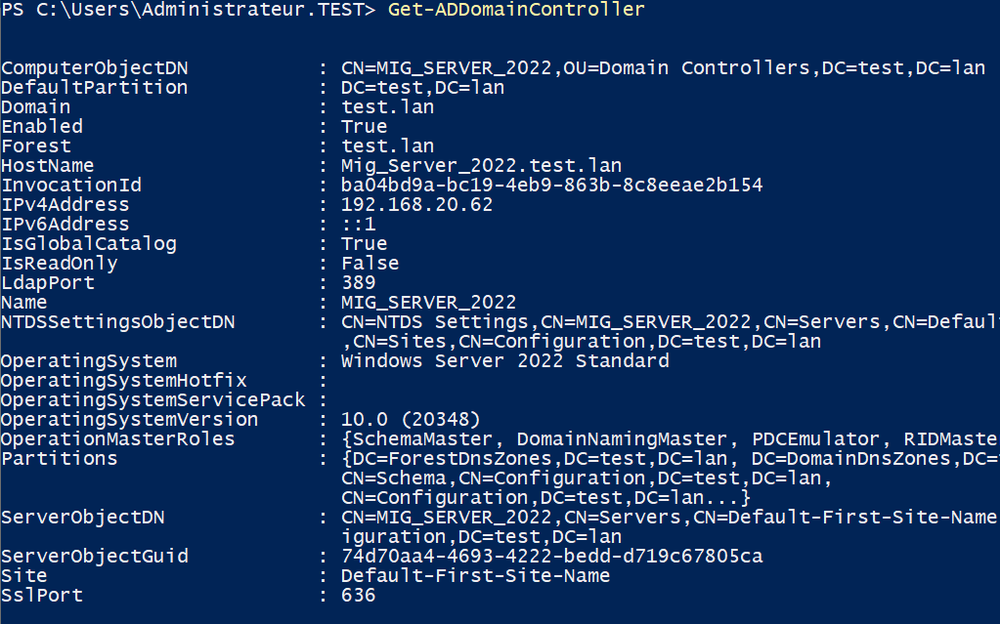 PS C:\Users\Administrateur.TEST> Get-ADDomainController
ComputerObjectDN : CN=MIG_SERVER_2022,OU=Domain Controllers,DC=test,DC=lan
DefaultPartition : DC=test,DC=lan
Domain : test.lan
Enabled : True
Forest : test.lan
HostName : Mig_Server_2022.test.lan
InvocationId : ba04bd9a-bc19-4eb9-863b-8c8eeae2b154
IPv4Address : 192.168.20.62
IPv6Address : ::1
IsGlobalCatalog : True
IsReadOnly : False
LdapPort : 389
Name : MIG_SERVER_2022
NTDSSettingsObjectDN : CN=NTDS Settings,CN=MIG_SERVER_2022,CN=Servers,CN=Defaul
,CN=Sites,CN=Configuration,DC=test,DC=lan
OperatingSystem : Windows Server 2022 Standard
OperatingSystemHotfix :
OperatingSystemServicePack :
OperatingSystemVersion : 10.0 (20348)
OperationMasterRoles : {SchemaMaster, DomainNamingMaster, PDCEmulator, RIDMaste
Partitions : {DC=ForestDnsZones,DC=test,DC=lan, DC=DomainDnsZones,DC=
CN=Schema,CN=Configuration,DC=test,DC=lan,
CN=Configuration,DC=test,DC=lan...}
ServerObjectDN : CN=MIG_SERVER_2022,CN=Servers,CN=Default-First-Site-Name
iguration,DC=test,DC=lan
ServerObjectGuid : 74d70aa4-4693-4222-bedd-d719c67805ca
Site : Default-First-Site-Name
SslPort : 636